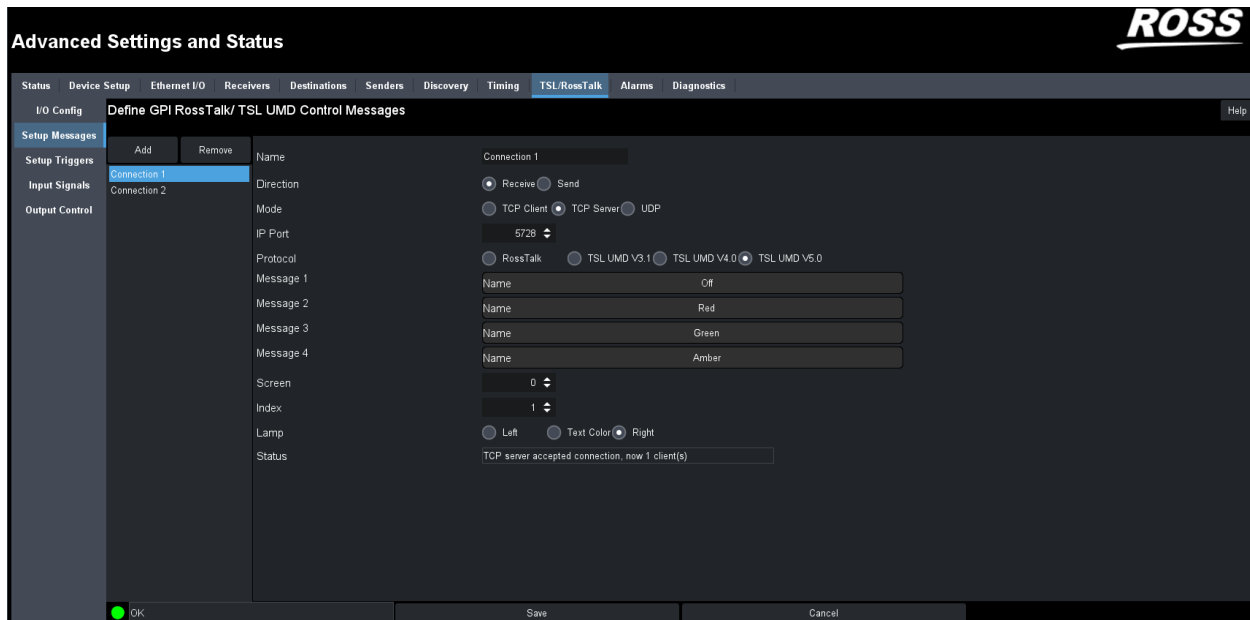 ROSS
Advanced Settings and Status
Status Device Setup Ethernet I/O Receivers Destinations Senders Discovery Timing TSL/RossTalk Alarms Diagnostics
I/O Config
Setup Messages
Setup Triggers
Input Signals
Output Control
Define GPI RossTalk/ TSL UMD Control Messages
Help
Add Remove
Connection 1
Connection 2
Name Connection 1
Direction Receive Send
Mode TCP Client TCP Server UDP
IP Port 5728
Protocol RossTalk TSL UMD V3.1 TSL UMD V4.0 TSL UMD V5.0
Message 1 Name Off
Message 2 Name Red
Message 3 Name Green
Message 4 Name Amber
Screen 0
Index 1
Lamp Left Text Color Right
Status TCP server accepted connection, now 1 client(s)
OK Save Cancel